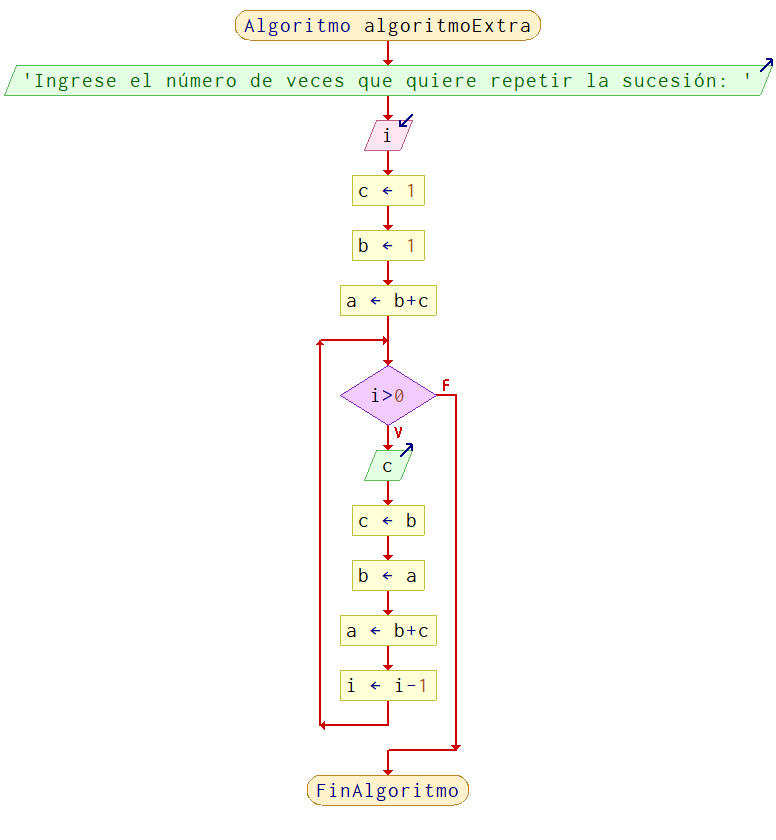 Algoritmo algoritmoExtra
'Ingrese el número de veces que quiere repetir la sucesión: '
i
c ← 1
b ← 1
a ← b+c
i>0
F
V
c
c ← b
b ← a
a ← b+c
i ← i-1
FinAlgoritmo